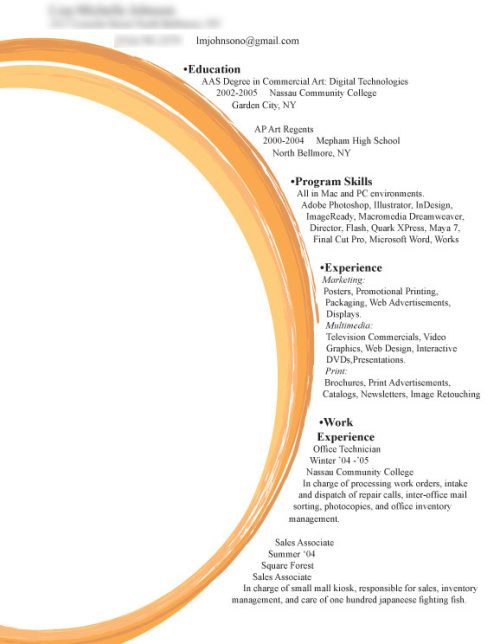 lmjohnsono@gmail.com
•Education
AAS Degree in Commercial Art: Digital Technologies
2002-2005 Nassau Community College
Garden City, NY
AP Art Regents
2000-2004 Mepham High School
North Bellmore, NY
•Program Skills
All in Mac and PC environments.
Adobe Photoshop, Illustrator, InDesign,
ImageReady, Macromedia Dreamweaver,
Director, Flash, Quark XPress, Maya 7,
Final Cut Pro, Microsoft Word, Works
•Experience
Marketing:
Posters, Promotional Printing,
Packaging, Web Advertisements,
Displays.
Multimedia:
Television Commercials, Video
Graphics, Web Design, Interactive
DVDs,Presentations.
Print:
Brochures, Print Advertisements,
Catalogs, Newsletters, Image Retouching
•Work
Experience
Office Technician
Winter ’04 -’05
Nassau Community College
In charge of processing work orders, intake
and dispatch of repair calls, inter-office mail
sorting, photocopies, and office inventory
management.
Sales Associate
Summer ‘04
Square Forest
Sales Associate
In charge of small mall kiosk, responsible for sales, inventory
management, and care of one hundred japanese fighting fish.